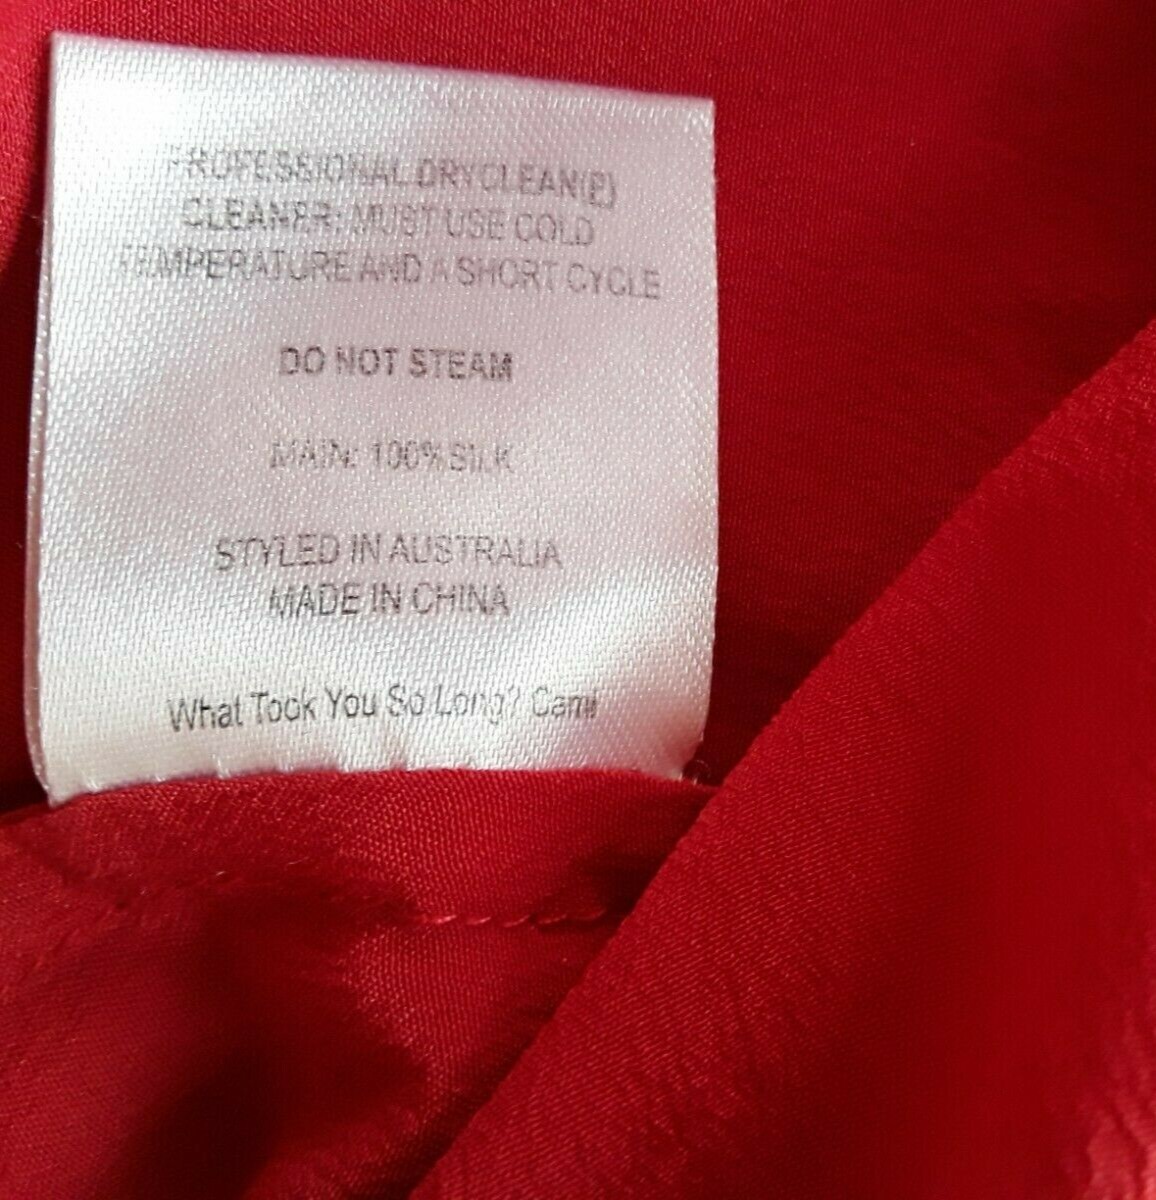 PROFESSIONAL DRYCLEAN(P)
CLEANER: MUST USE COLD
TEMPERATURE AND A SHORT CYCLE
DO NOT STEAM
MAIN: 100% SILK
STYLED IN AUSTRALIA
MADE IN CHINA
What Took You So Long? Cami